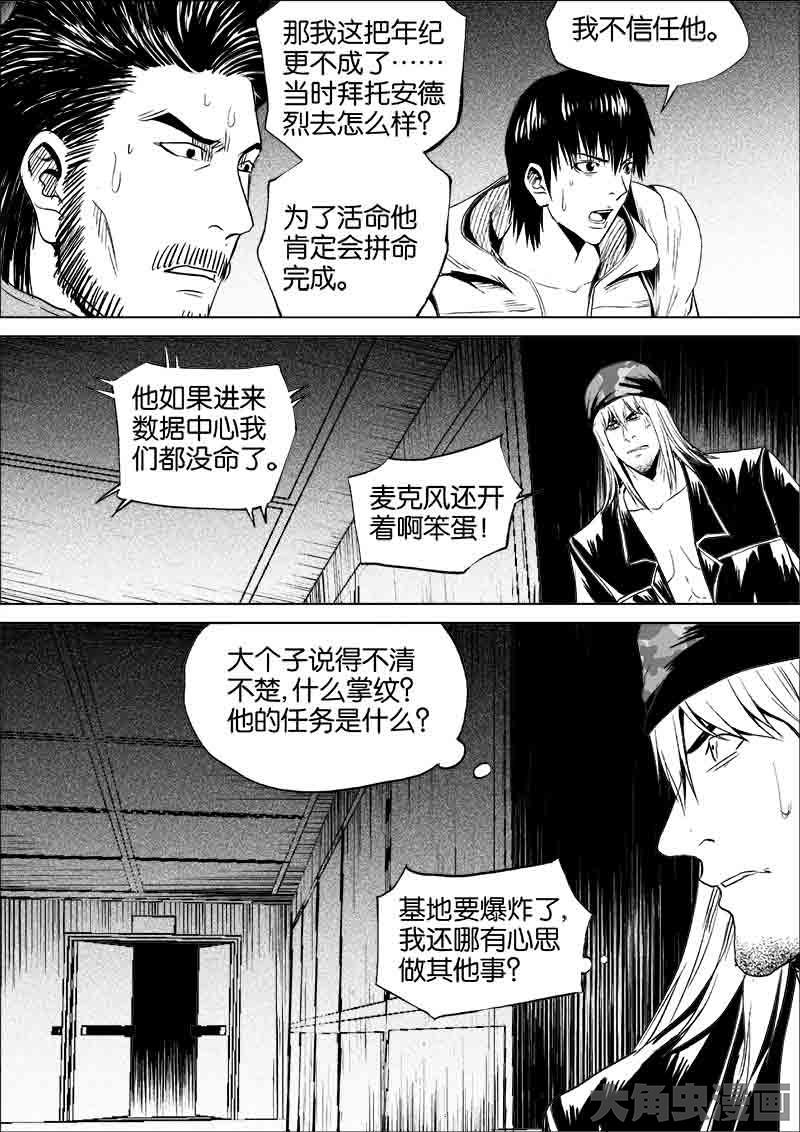 那我这把年纪
更不成了……
当时拜托安德
烈去怎么样?
为了活命他
肯定会拼命
完成。
我不信任他。
他如果进来
数据中心我
们都没命了。
麦克风还开
着啊笨蛋!
大个子说得不清
不楚,什么掌纹?
他的任务是什么?
基地要爆炸了,
我还哪有心思
做其他事?
大角虫漫画